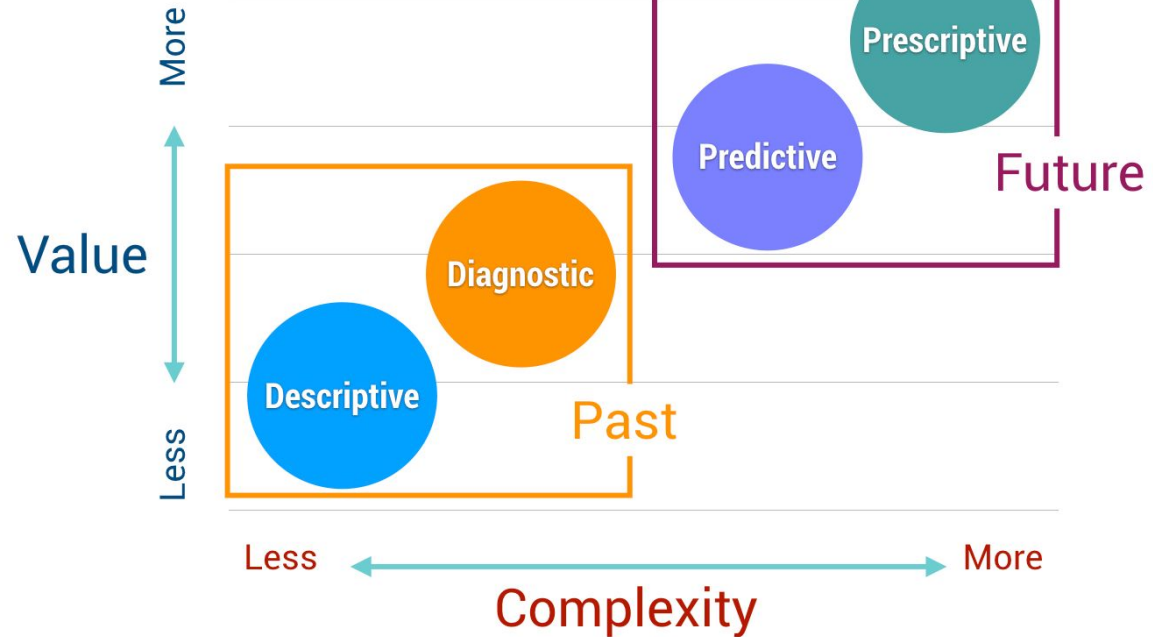 More
Prescriptive
Predictive
Future
Value
Diagnostic
Descriptive
Past
Less
Less
More
Complexity